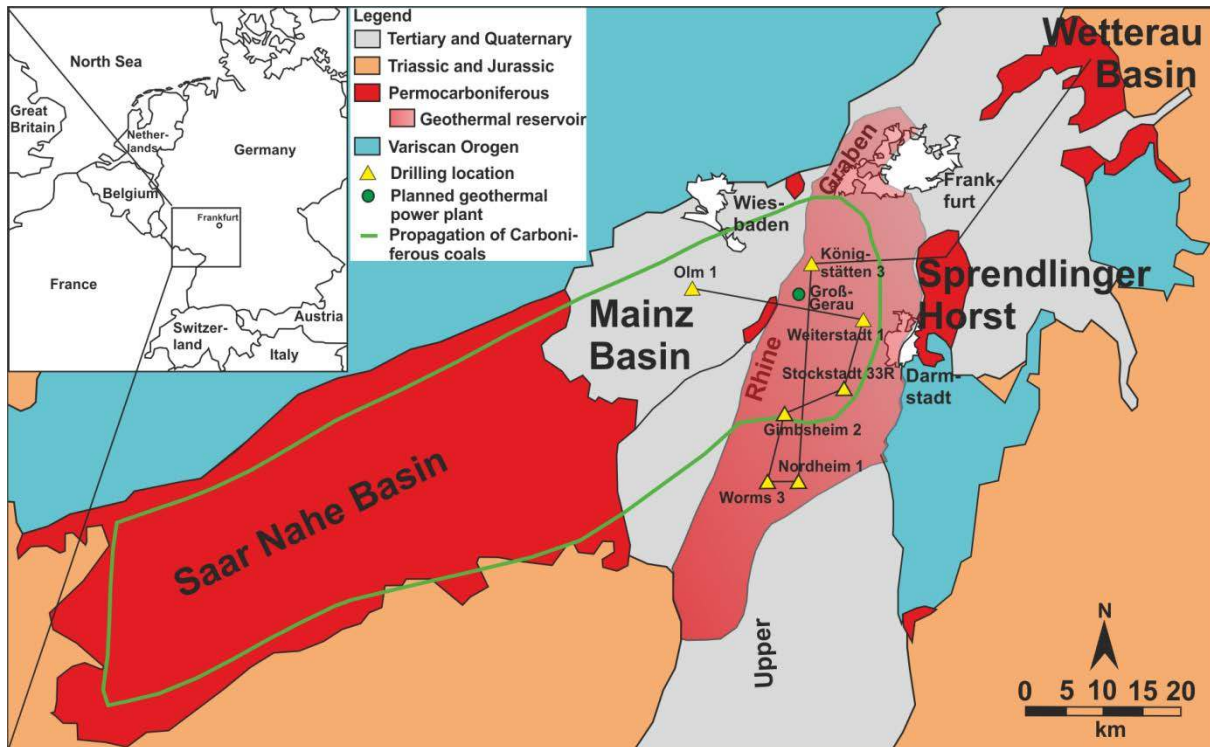 North Sea
Great
Britain
Nether-
lands
Belgium
Germany
Frankfurt
France
Switzer-
land
Austria
Italy
Legend
Tertiary and Quaternary
Triassic and Jurassic
Permocarboniferous
Geothermal reservoir
Variscan Orogen
Drilling location
Planned geothermal
power plant
Propagation of Carboni-
ferous coals
Wetterau
Basin
Graben
Frank-
furt
Wies-
baden
König-
stätten 3
Olm 1
Groß-
Gerau
Sprendlinger
Horst
Mainz
Basin
Weiterstadt 1
Rhine
Stockstadt 33R
Darm-
stadt
Gimbsheim 2
Nordheim 1
Worms 3
Saar Nahe Basin
Upper
N
0 5 10 15 20
km